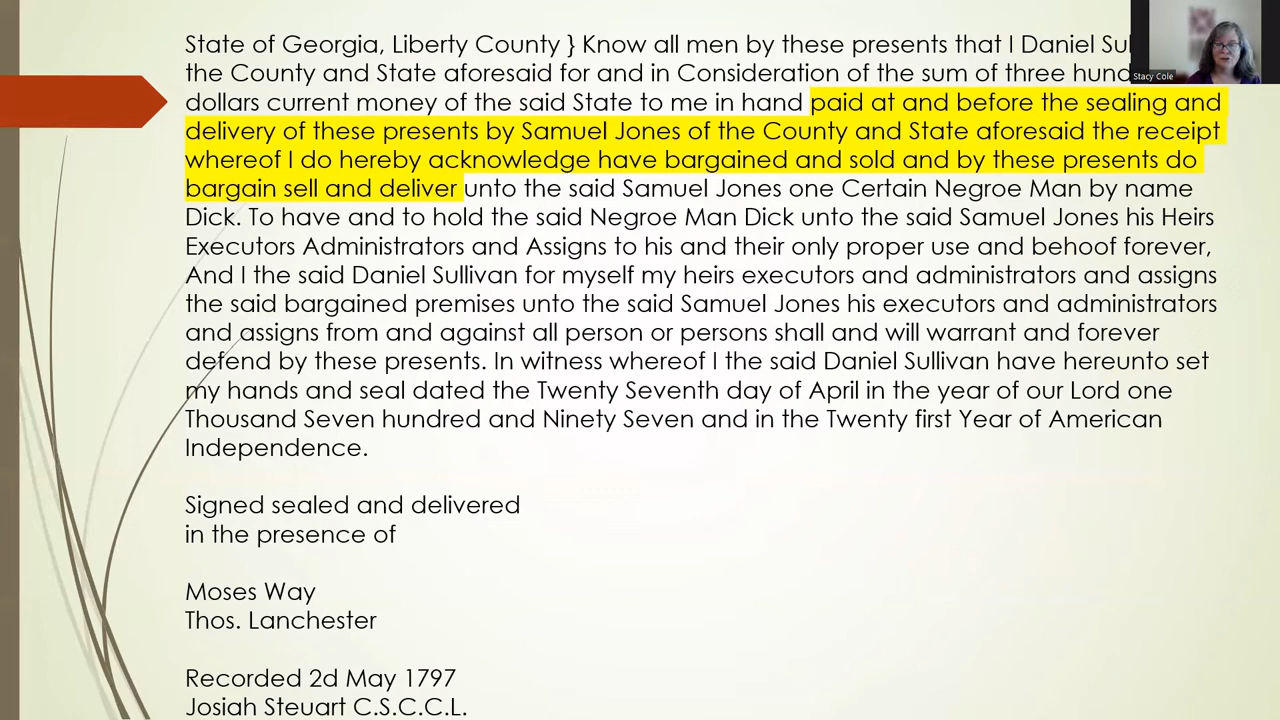 State of Georgia, Liberty County } Know all men by these presents that I Daniel
the County and State aforesaid for and in Consideration of the sum of three
dollars current money of the said State to me in hand paid at and before the sealing and
delivery of these presents by Samuel Jones of the County and State aforesaid the receipt
whereof I do hereby acknowledge have bargained and sold and by these presents do
bargain sell and deliver unto the said Samuel Jones one Certain Negroe Man by name
Dick. To have and to hold the said Negroe Man Dick unto the said Samuel Jones his Heirs
Executors Administrators and Assigns to his and their only proper use and behoof forever,
And I the said Daniel Sullivan for myself my heirs executors and administrators and assigns
the said bargained premises unto the said Samuel Jones his executors and administrators
and assigns from and against all person or persons shall and will warrant and forever
defend by these presents. In witness whereof I the said Daniel Sullivan have hereunto set
my hands and seal dated the Twenty Seventh day of April in the year of our Lord one
Thousand Seven hundred and Ninety Seven and in the Twenty first Year of American
Independence.
Signed sealed and delivered
in the presence of
Moses Way
Thos. Lanchester
Recorded 2d May 1797
Josiah Steuart C.S.C.C.L.
Stacy Cole